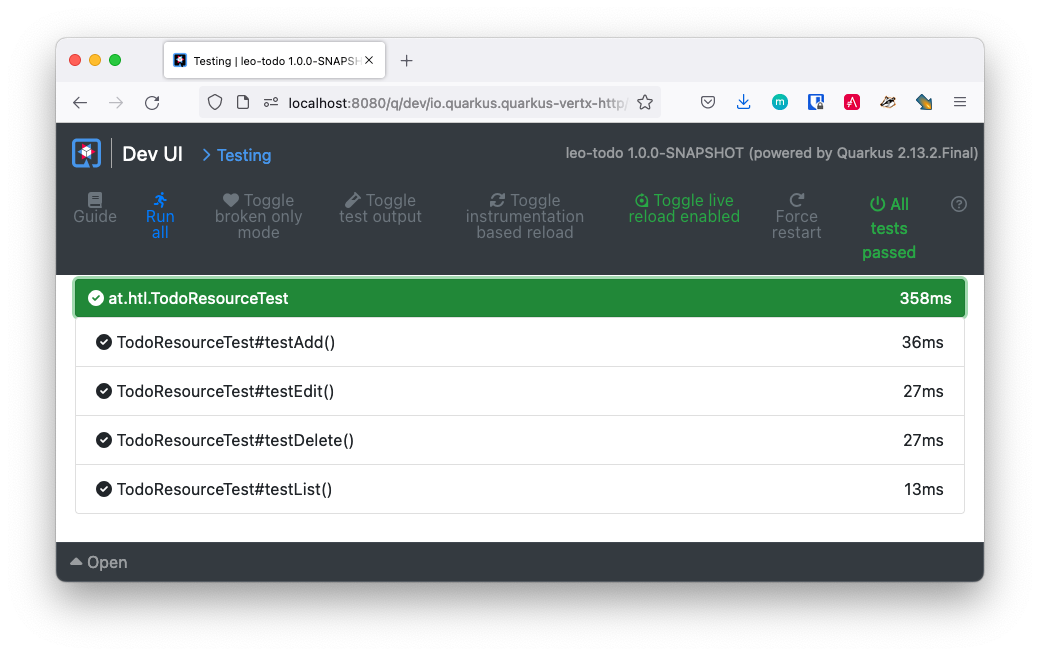 Testing | leo-todo 1.0.0-SNAPSH
localhost:8080/q/dev/io.quarkus.quarkus-vertx-http/
m
Dev UI
Testing
leo-todo 1.0.0-SNAPSHOT (powered by Quarkus 2.13.2.Final)
Guide
Run
all
Toggle
broken only
mode
Toggle
test output
Toggle
instrumentation
based reload
Toggle live
reload enabled
Force
restart
All
tests
passed
at.htl.TodoResourceTest 358ms
TodoResourceTest#testAdd() 36ms
TodoResourceTest#testEdit() 27ms
TodoResourceTest#testDelete() 27ms
TodoResourceTest#testList() 13ms
Open